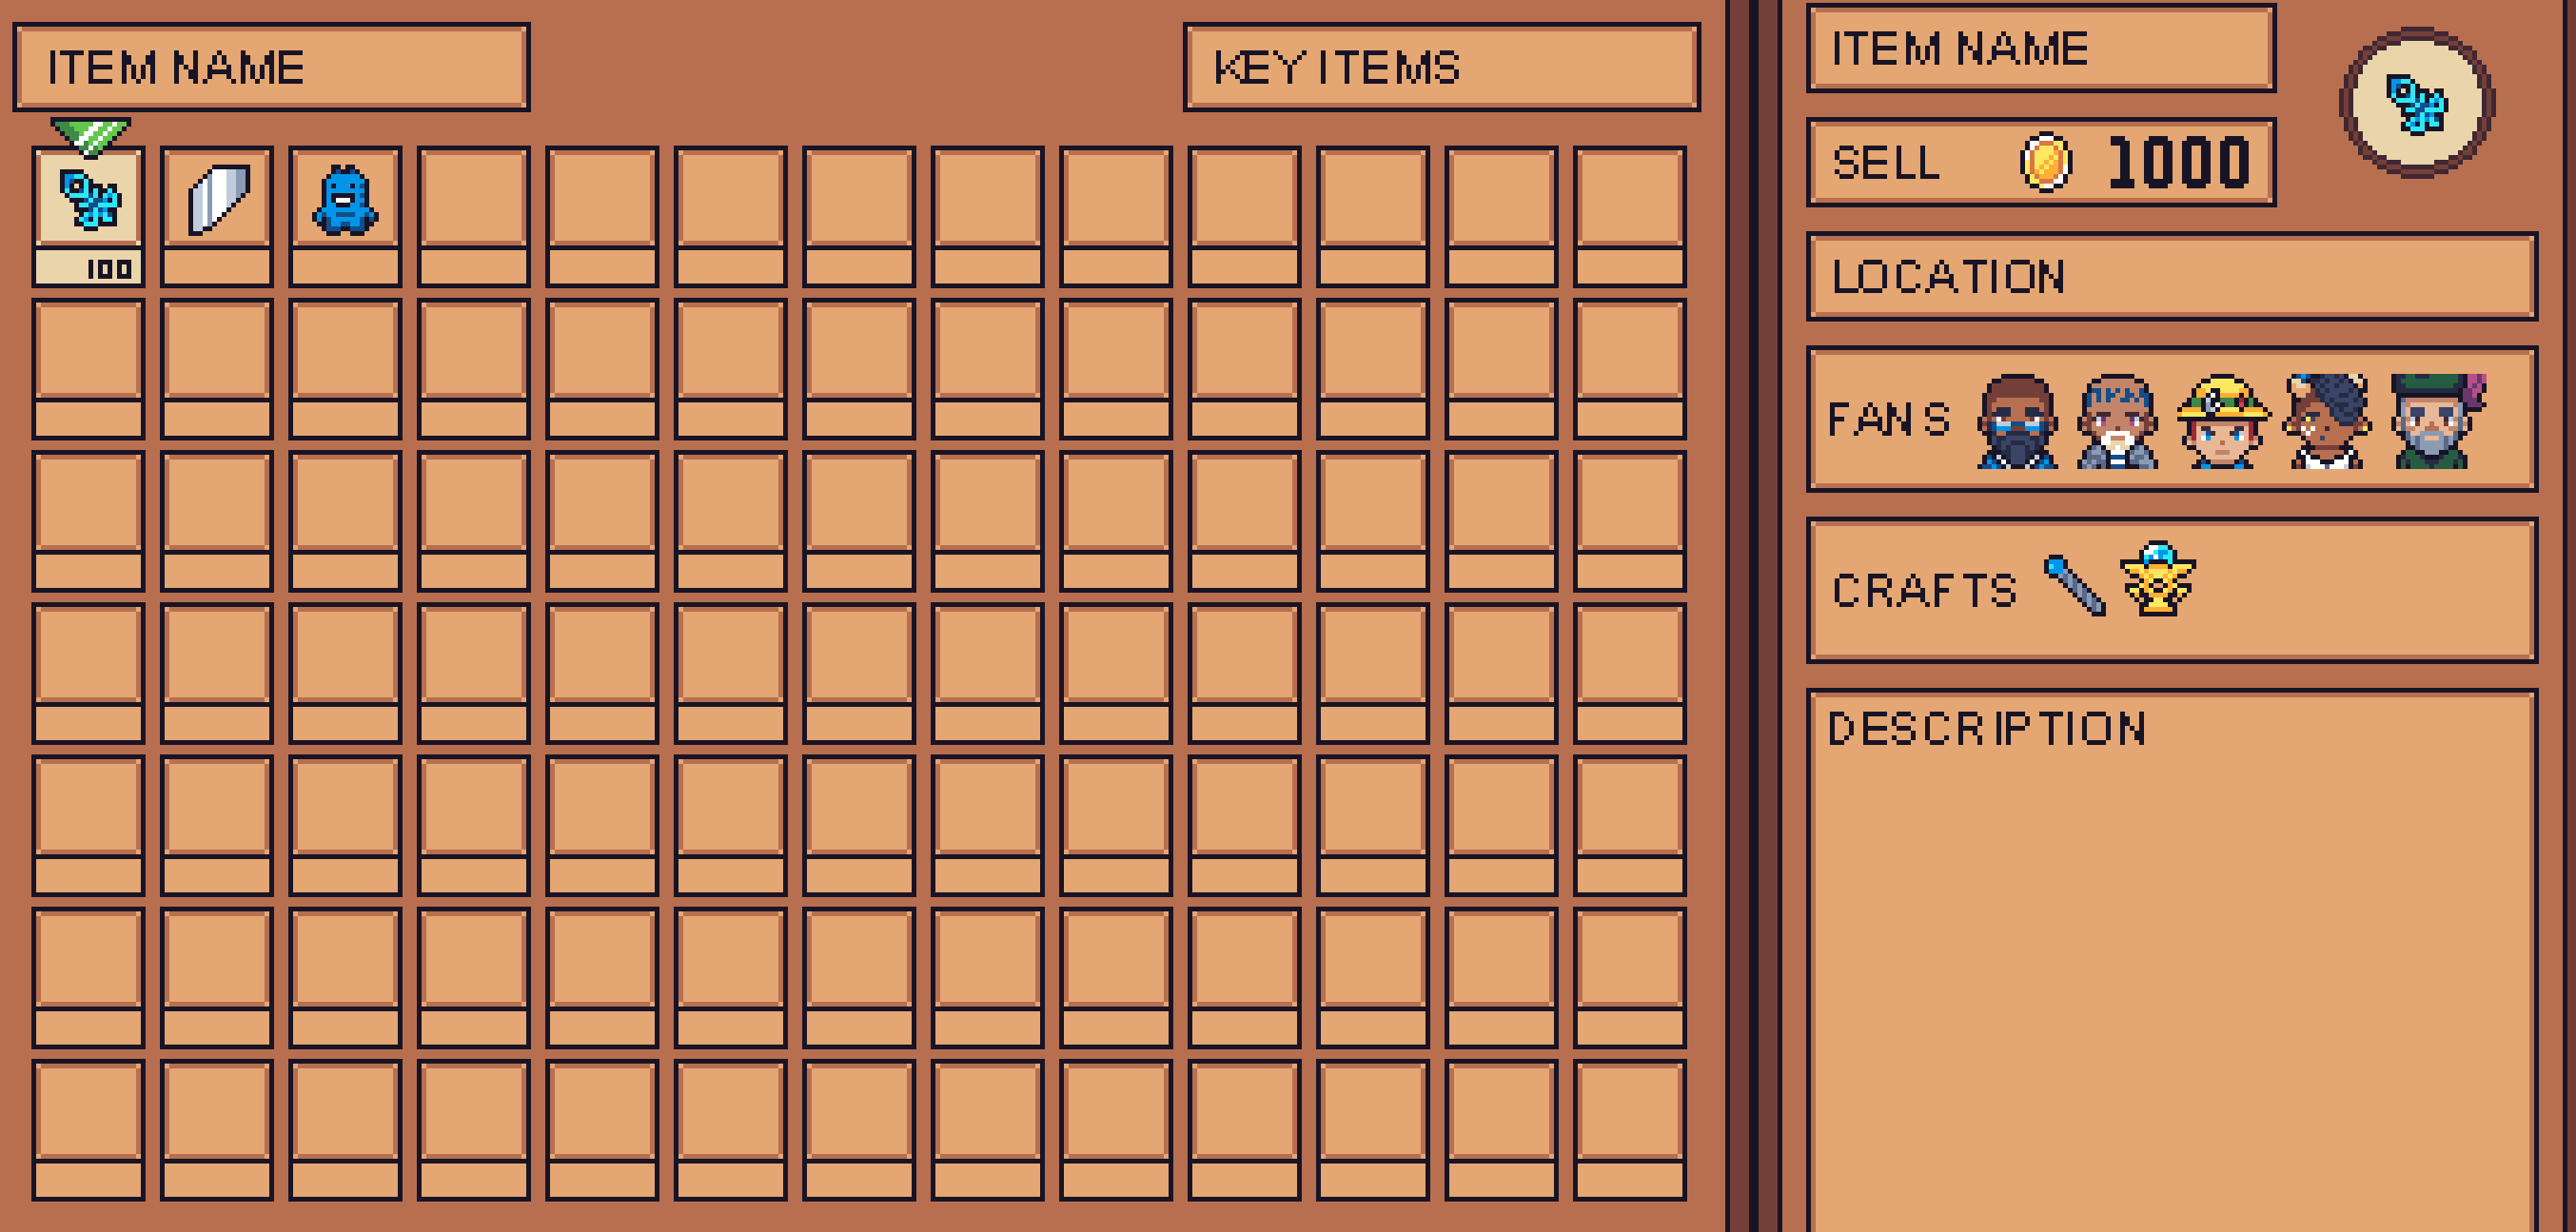 ITEM NAME
KEY ITEMS
100
ITEM NAME
SELL 1000
LOCATION
FANS
CRAFTS
DESCRIPTION